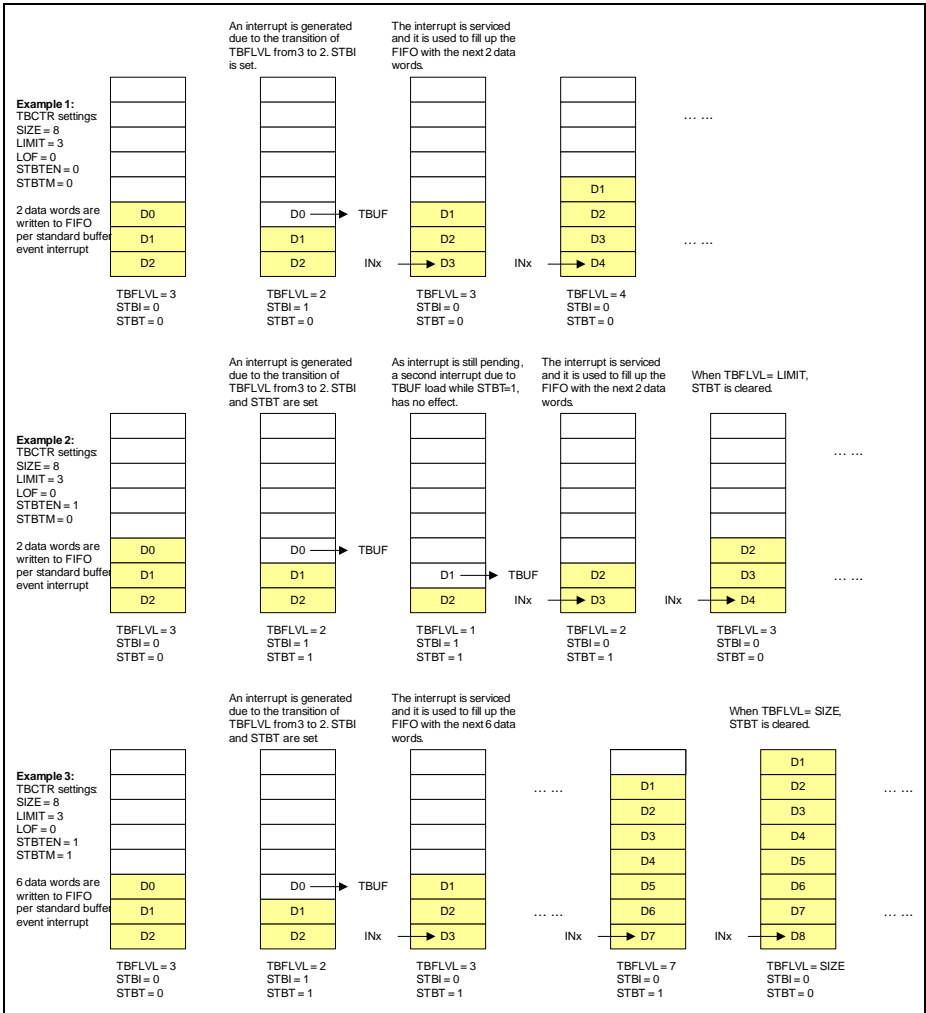 An interrupt is generated
due to the transition of
TBFLVL from 3 to 2. STBI
is set.
The interrupt is serviced
and it is used to fill up the
FIFO with the next 2 data
words.
Example 1:
TBCTR settings:
SIZE = 8
LIMIT = 3
LOF = 0
STBTEN = 0
STBTM = 0
2 data words are
written to FIFO
per standard buffer
event interrupt
D0
D1
D2
TBFLVL = 3
STBI = 0
STBT = 0
D0
TBUF
D1
D2
TBFLVL = 2
STBI = 1
STBT = 0
D1
D2
INx
D3
TBFLVL = 3
STBI = 0
STBT = 0
D1
D2
D3
INx
D4
TBFLVL = 4
STBI = 0
STBT = 0
... ...
... ...
An interrupt is generated
due to the transition of
TBFLVL from 3 to 2. STBI
and STBT are set
As interrupt is still pending,
a second interrupt due to
TBUF load while STBT=1,
has no effect.
The interrupt is serviced
and it is used to fill up the
FIFO with the next 2 data
words.
When TBFLVL= LIMIT,
STBT is cleared.
Example 2:
TBCTR settings:
SIZE = 8
LIMIT = 3
LOF = 0
STBTEN = 1
STBTM = 0
2 data words are
written to FIFO
per standard buffer
event interrupt
D0
D1
D2
TBFLVL = 3
STBI = 0
STBT = 0
D0
TBUF
D1
D2
TBFLVL = 2
STBI = 1
STBT = 1
D1
TBUF
D2
TBFLVL = 1
STBI = 1
STBT = 1
D2
INx
D3
TBFLVL = 2
STBI = 0
STBT = 1
D2
D3
INx
D4
TBFLVL = 3
STBI = 0
STBT = 0
... ...
... ...
An interrupt is generated
due to the transition of
TBFLVL from 3 to 2. STBI
and STBT are set
The interrupt is serviced
and it is used to fill up the
FIFO with the next 6 data
words.
When TBFLVL= SIZE,
STBT is cleared.
Example 3:
TBCTR settings:
SIZE = 8
LIMIT = 3
LOF = 0
STBTEN = 1
STBTM = 1
6 data words are
written to FIFO
per standard buffer
event interrupt
D0
D1
D2
TBFLVL = 3
STBI = 0
STBT = 0
D0
TBUF
D1
D2
TBFLVL = 2
STBI = 1
STBT = 1
D1
D2
INx
D3
TBFLVL = 3
STBI = 0
STBT = 1
... ...
... ...
D1
D2
D3
D4
D5
D6
INx
D7
TBFLVL = 7
STBI = 0
STBT = 1
D1
D2
D3
D4
D5
D6
D7
INx
D8
TBFLVL = SIZE
STBI = 0
STBT = 0
... ...
... ...